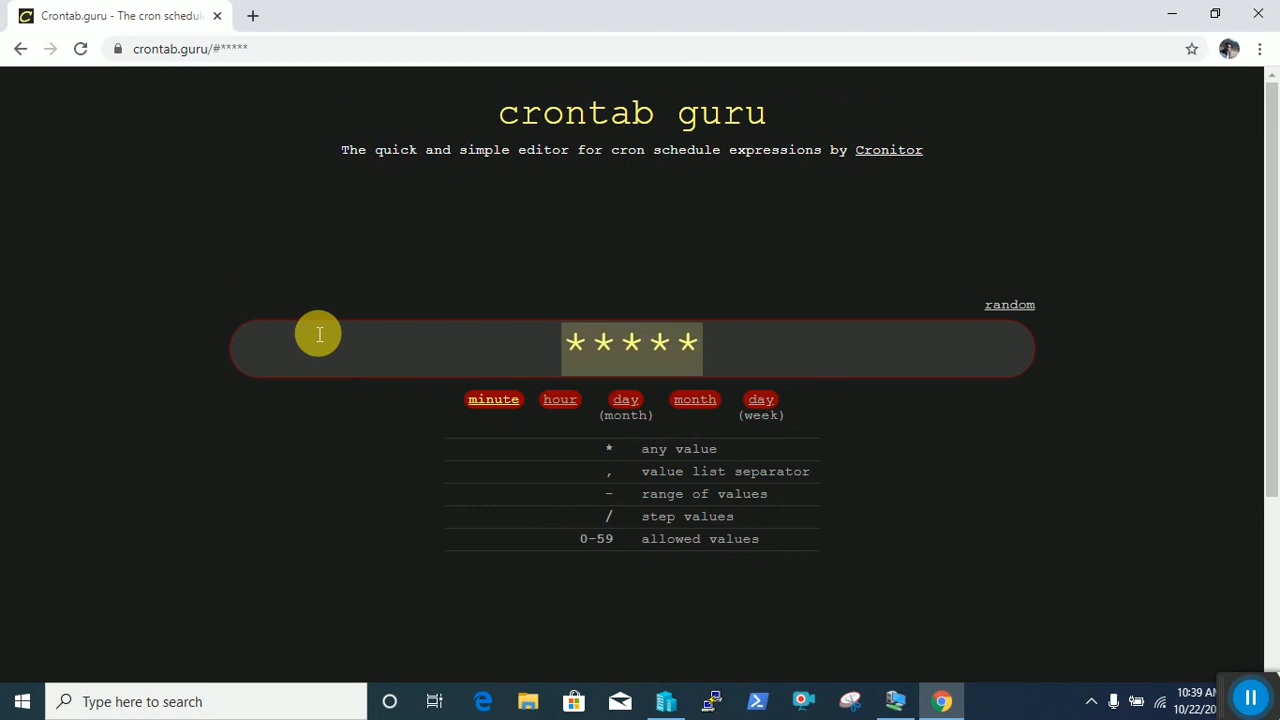 Crontab.guru - The cron schedule
crontab.guru/#*****
crontab guru
The quick and simple editor for cron schedule expressions by Cronitor
random
*****
minute hour day month day
(month) (week)
* any value
, value list separator
- range of values
/ step values
0-59 allowed values
Type here to search
10:39 AM
10/22/20